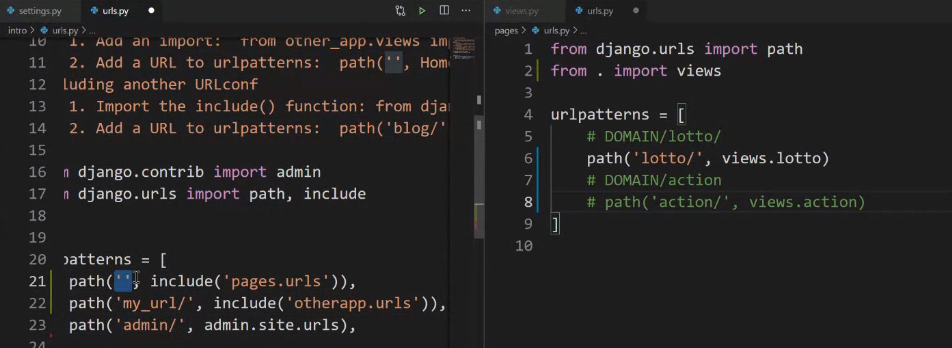 settings.py
urls.py
intro > urls.py > ...
10 1. Add an import: from other_app.views im
11 2. Add a URL to urlpatterns: path('', Hom
12 luding another URLconf
13 1. Import the include() function: from djan
14 2. Add a URL to urlpatterns: path('blog/'
15
16 m django.contrib import admin
17 m django.urls import path, include
18
19
20 patterns = [
21 path('', include('pages.urls')),
22 path('my_url/', include('otherapp.urls')),
23 path('admin/', admin.site.urls),
24
views.py
urls.py
pages > urls.py > ...
1 from django.urls import path
2 from . import views
3
4 urlpatterns = [
5 # DOMAIN/lotto/
6 path('lotto/', views.lotto)
7 # DOMAIN/action
8 # path('action/', views.action)
9 ]
10